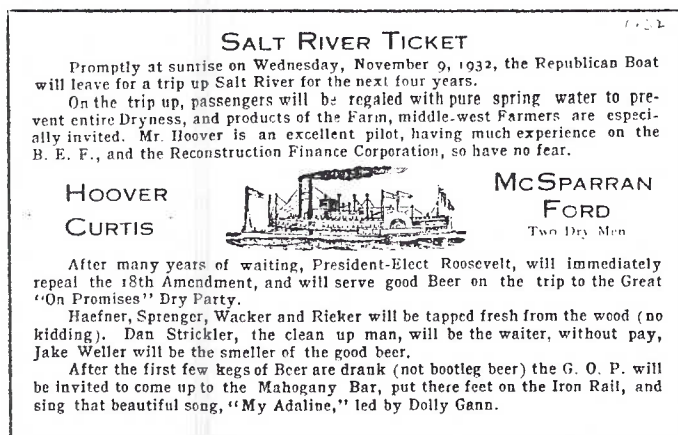 1932
SALT RIVER TICKET
Promptly at sunrise on Wednesday, November 9, 1932, the Republican Boat
will leave for a trip up Salt River for the next four years.
On the trip up, passengers will be regaled with pure spring water to pre-
vent entire Dryness, and products of the Farm, middle-west Farmers are especi-
ally invited. Mr. Hoover is an excellent pilot, having much experience on the
B. E. F., and the Reconstruction Finance Corporation, so have no fear.
HOOVER
CURTIS
MCSPARRAN
FORD
Two Dry Men
After many years of waiting, President-Elect Roosevelt, will immediately
repeal the 18th Amendment, and will serve good Beer on the trip to the Great
"On Promises" Dry Party.
Haefner, Sprenger, Wacker and Rieker will be tapped fresh from the wood (no
kidding). Dan Strickler, the clean up man, will be the waiter, without pay,
Jake Weller will be the smeller of the good beer.
After the first few kegs of Beer are drank (not bootleg beer) the G. O. P. will
be invited to come up to the Mahogany Bar, put there feet on the Iron Rail, and
sing that beautiful song, "My Adaline," led by Dolly Gann.